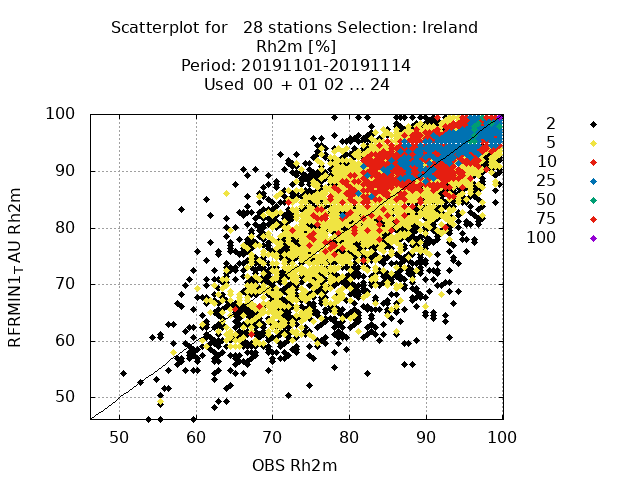 Scatterplot for   28 stations Selection: Ireland
Rh2m [%]
Period: 20191101-20191114
Used  00 + 01 02 ... 24
100
90
80
70
60
50
50 60 70 80 90 100
RFRMIN1_T AU Rh2m
OBS Rh2m
2
5
10
25
50
75
100